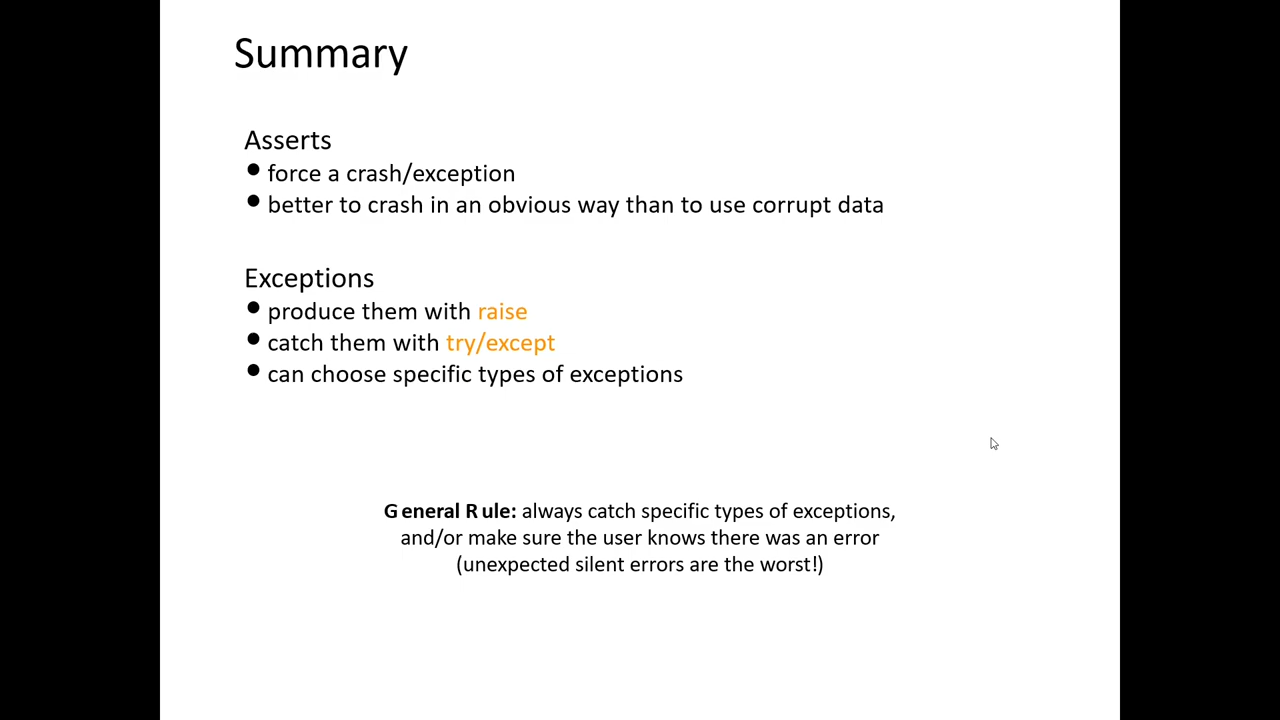 Summary
Asserts
● force a crash/exception
● better to crash in an obvious way than to use corrupt data
Exceptions
● produce them with raise
● catch them with try/except
● can choose specific types of exceptions
General Rule: always catch specific types of exceptions,
and/or make sure the user knows there was an error
(unexpected silent errors are the worst!)